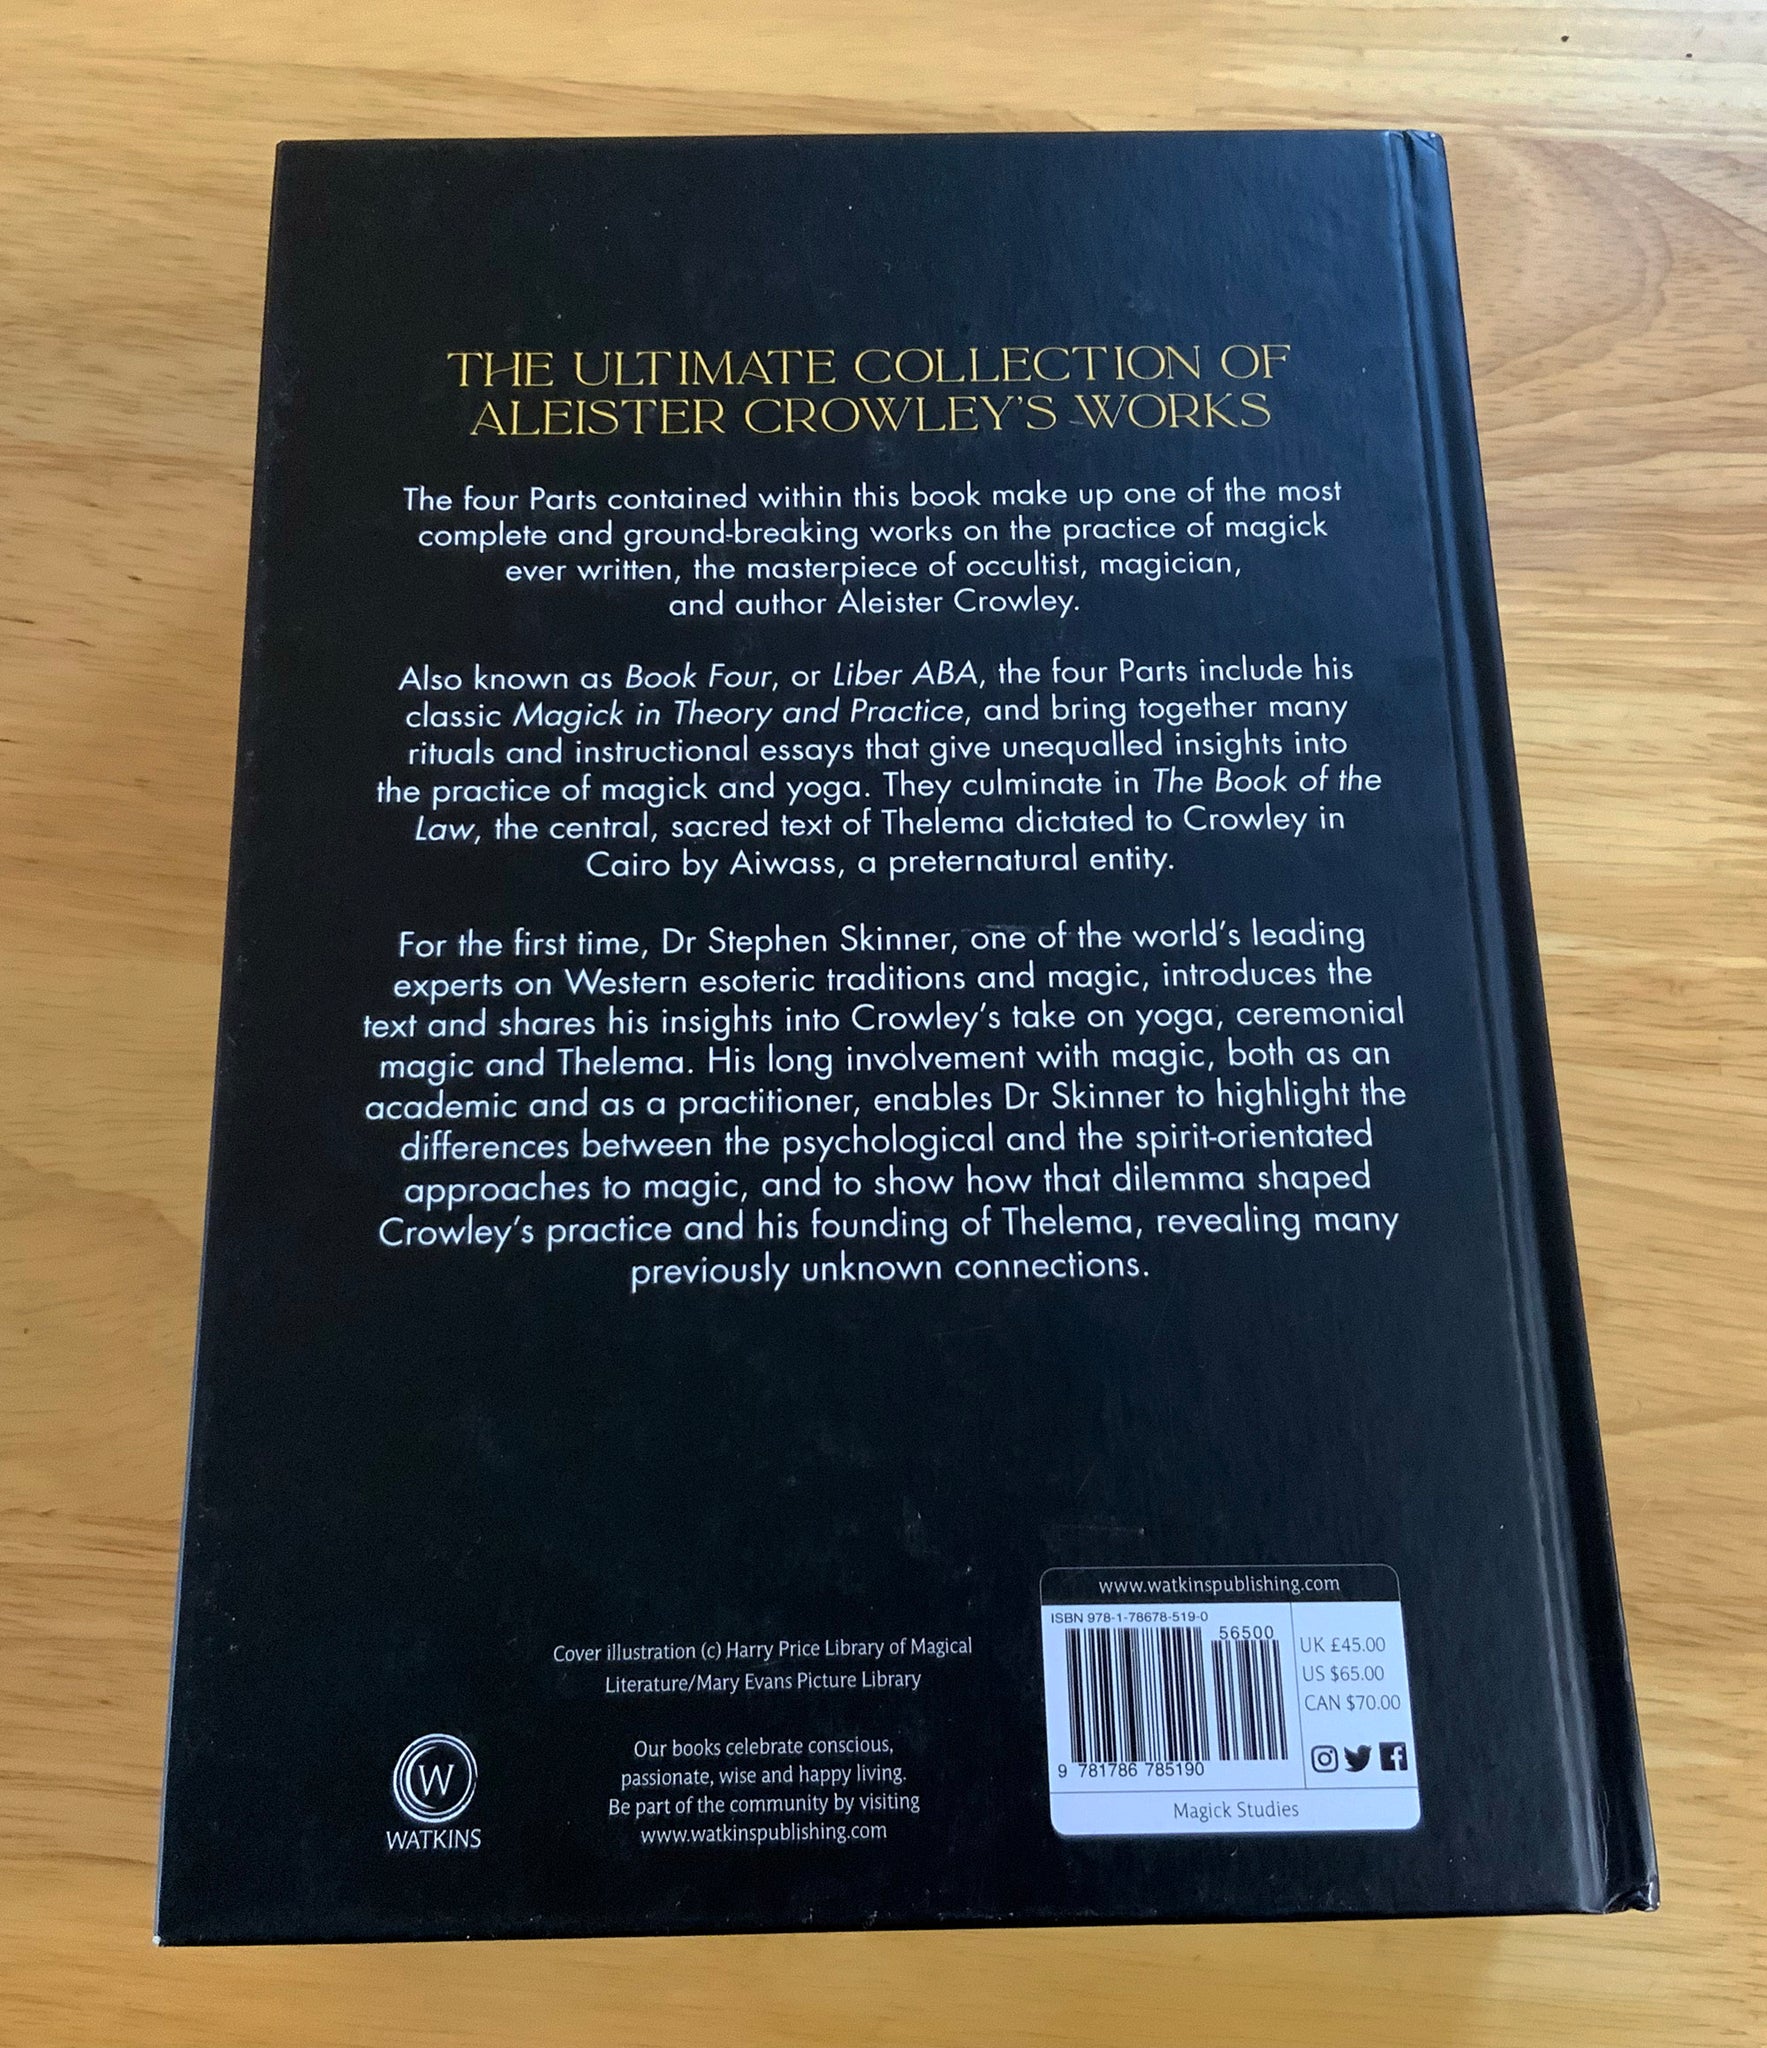 THE ULTIMATE COLLECTION OF
ALEISTER CROWLEY'S WORKS
The four Parts contained within this book make up one of the most
complete and ground-breaking works on the practice of magick
ever written, the masterpiece of occultist, magician,
and author Aleister Crowley.
Also known as Book Four, or Liber ABA, the four Parts include his
classic Magick in Theory and Practice, and bring together many
rituals and instructional essays that give unequalled insights into
the practice of magick and yoga. They culminate in The Book of the
Law, the central, sacred text of Thelema dictated to Crowley in
Cairo by Aiwass, a preternatural entity.
For the first time, Dr Stephen Skinner, one of the world's leading
experts on Western esoteric traditions and magic, introduces the
text and shares his insights into Crowley's take on yoga, ceremonial
magic and Thelema. His long involvement with magic, both as an
academic and as a practitioner, enables Dr Skinner to highlight the
differences between the psychological and the spirit-orientated
approaches to magic, and to show how that dilemma shaped
Crowley's practice and his founding of Thelema, revealing many
previously unknown connections.
Cover illustration (c) Harry Price Library of Magical
Literature/Mary Evans Picture Library
Our books celebrate conscious,
passionate, wise and happy living.
Be part of the community by visiting
www.watkinspublishing.com
W
WATKINS
www.watkinspublishing.com
ISBN 978-1-78678-519-0
56500
9 781786 785190
UK £45.00
US $65.00
CAN $70.00
Magick Studies